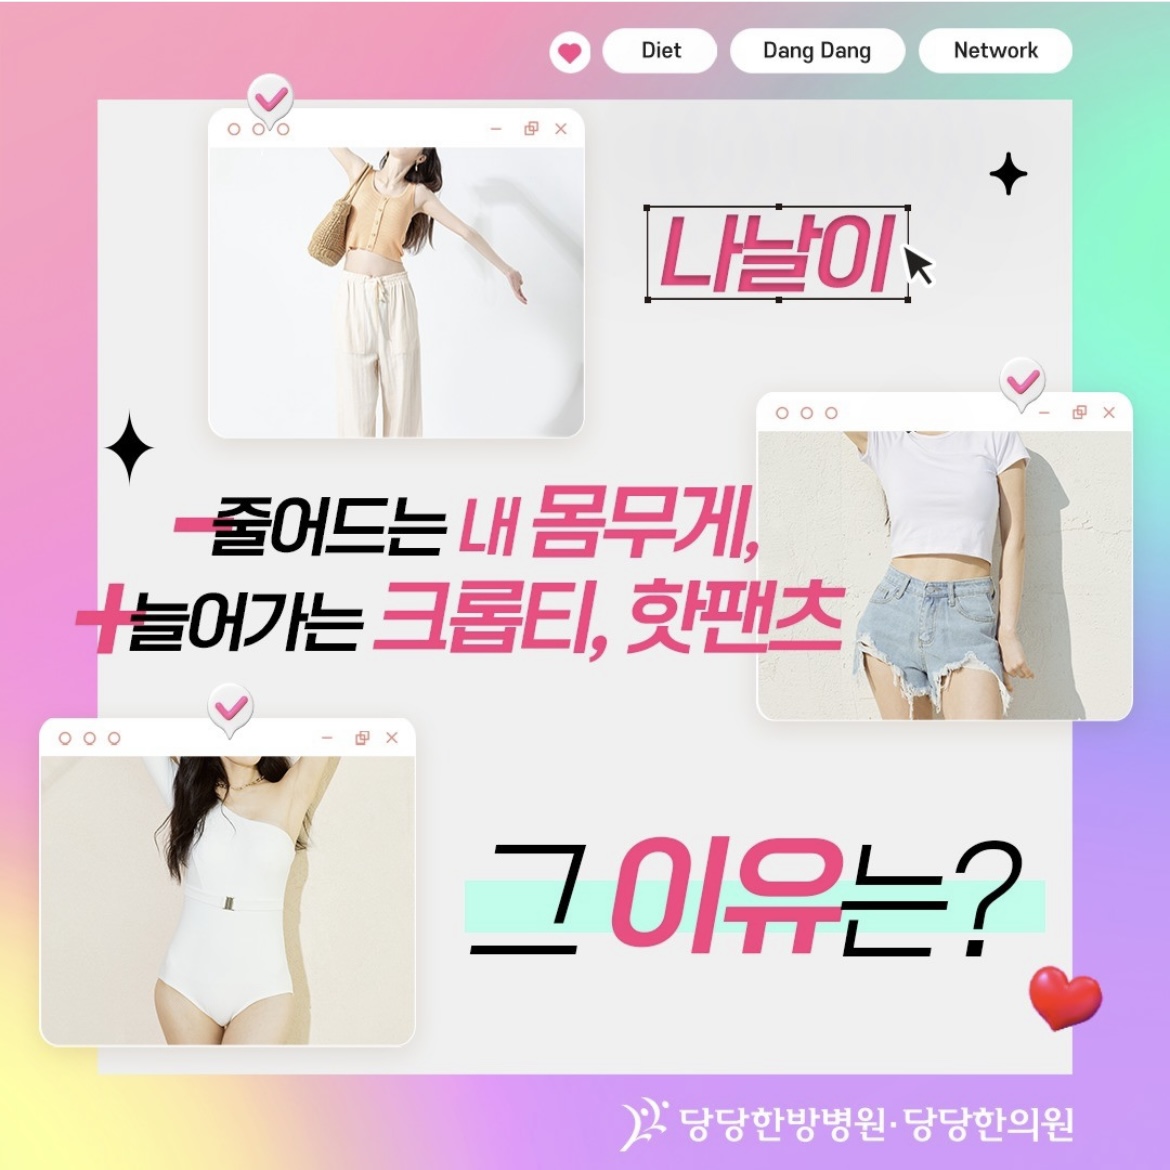 Diet
Dang Dang
Network
나날이
-줄어드는 내 몸무게,
+늘어가는 크롭티, 핫팬츠
그 이유는?
당당한방병원·당당한의원